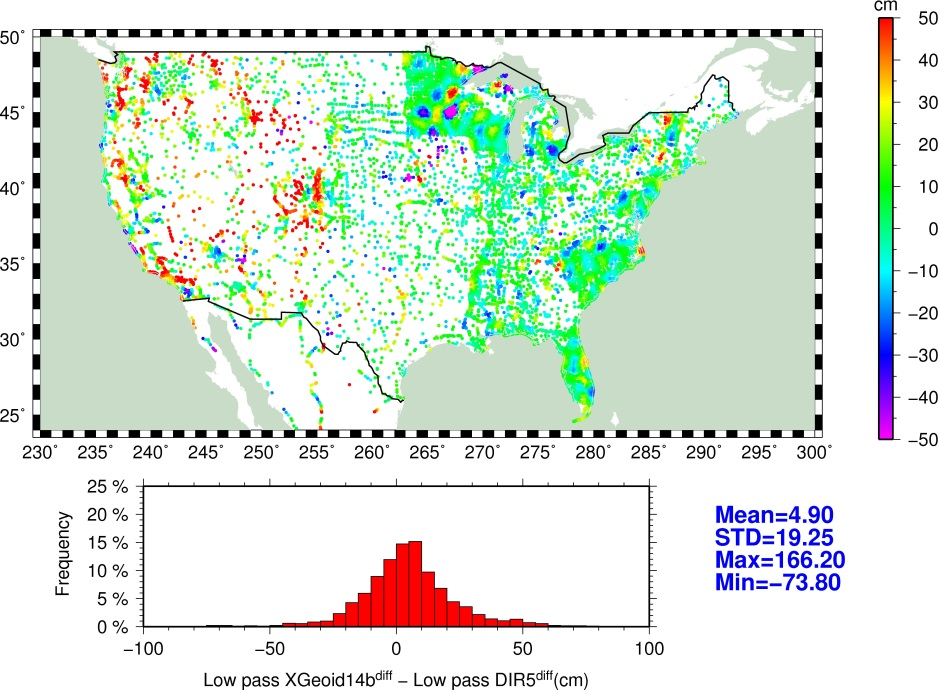 cm
50
40
30
20
10
0
−10
−20
−30
−40
−50
50˚
45˚
40˚
35˚
30˚
25˚
230˚ 235˚ 240˚ 245˚ 250˚ 255˚ 260˚ 265˚ 270˚ 275˚ 280˚ 285˚ 290˚ 295˚ 300˚
25 %
20 %
15 %
10 %
5 %
0 %
Frequency
−100 −50 0 50 100
Low pass XGeoid14bdiff − Low pass DIR5diff(cm)
Mean=4.90
STD=19.25
Max=166.20
Min=−73.80